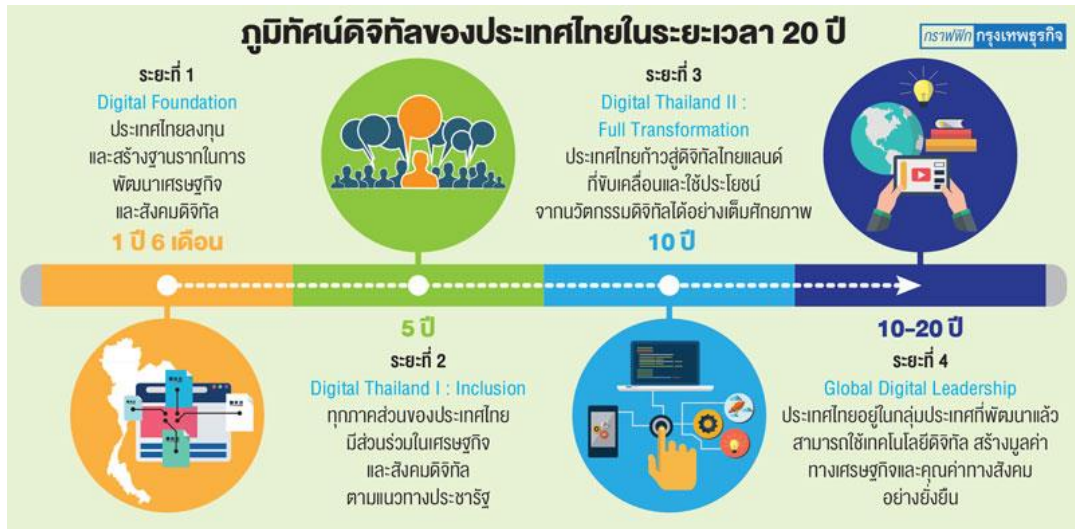 ภูมิทัศน์ดิจิทัลของประเทศไทยในระยะเวลา 20 ปี
กราฟฟิก กรุงเทพธุรกิจ
ระยะที่ 1
Digital Foundation
ประเทศไทยลงทุน
และสร้างฐานรากในการ
พัฒนาเศรษฐกิจ
และสังคมดิจิทัล
1 ปี 6 เดือน
5 ปี
ระยะที่ 2
Digital Thailand I : Inclusion
ทุกภาคส่วนของประเทศไทย
มีส่วนร่วมในเศรษฐกิจ
และสังคมดิจิทัล
ตามแนวทางประชารัฐ
ระยะที่ 3
Digital Thailand II :
Full Transformation
ประเทศไทยก้าวสู่ดิจิทัลไทยแลนด์
ที่ขับเคลื่อนและใช้ประโยชน์
จากนวัตกรรมดิจิทัลได้อย่างเต็มศักยภาพ
10 ปี
10-20 ปี
ระยะที่ 4
Global Digital Leadership
ประเทศไทยอยู่ในกลุ่มประเทศที่พัฒนาแล้ว
สามารถใช้เทคโนโลยีดิจิทัล สร้างมูลค่า
ทางเศรษฐกิจและคุณค่าทางสังคม
อย่างยั่งยืน